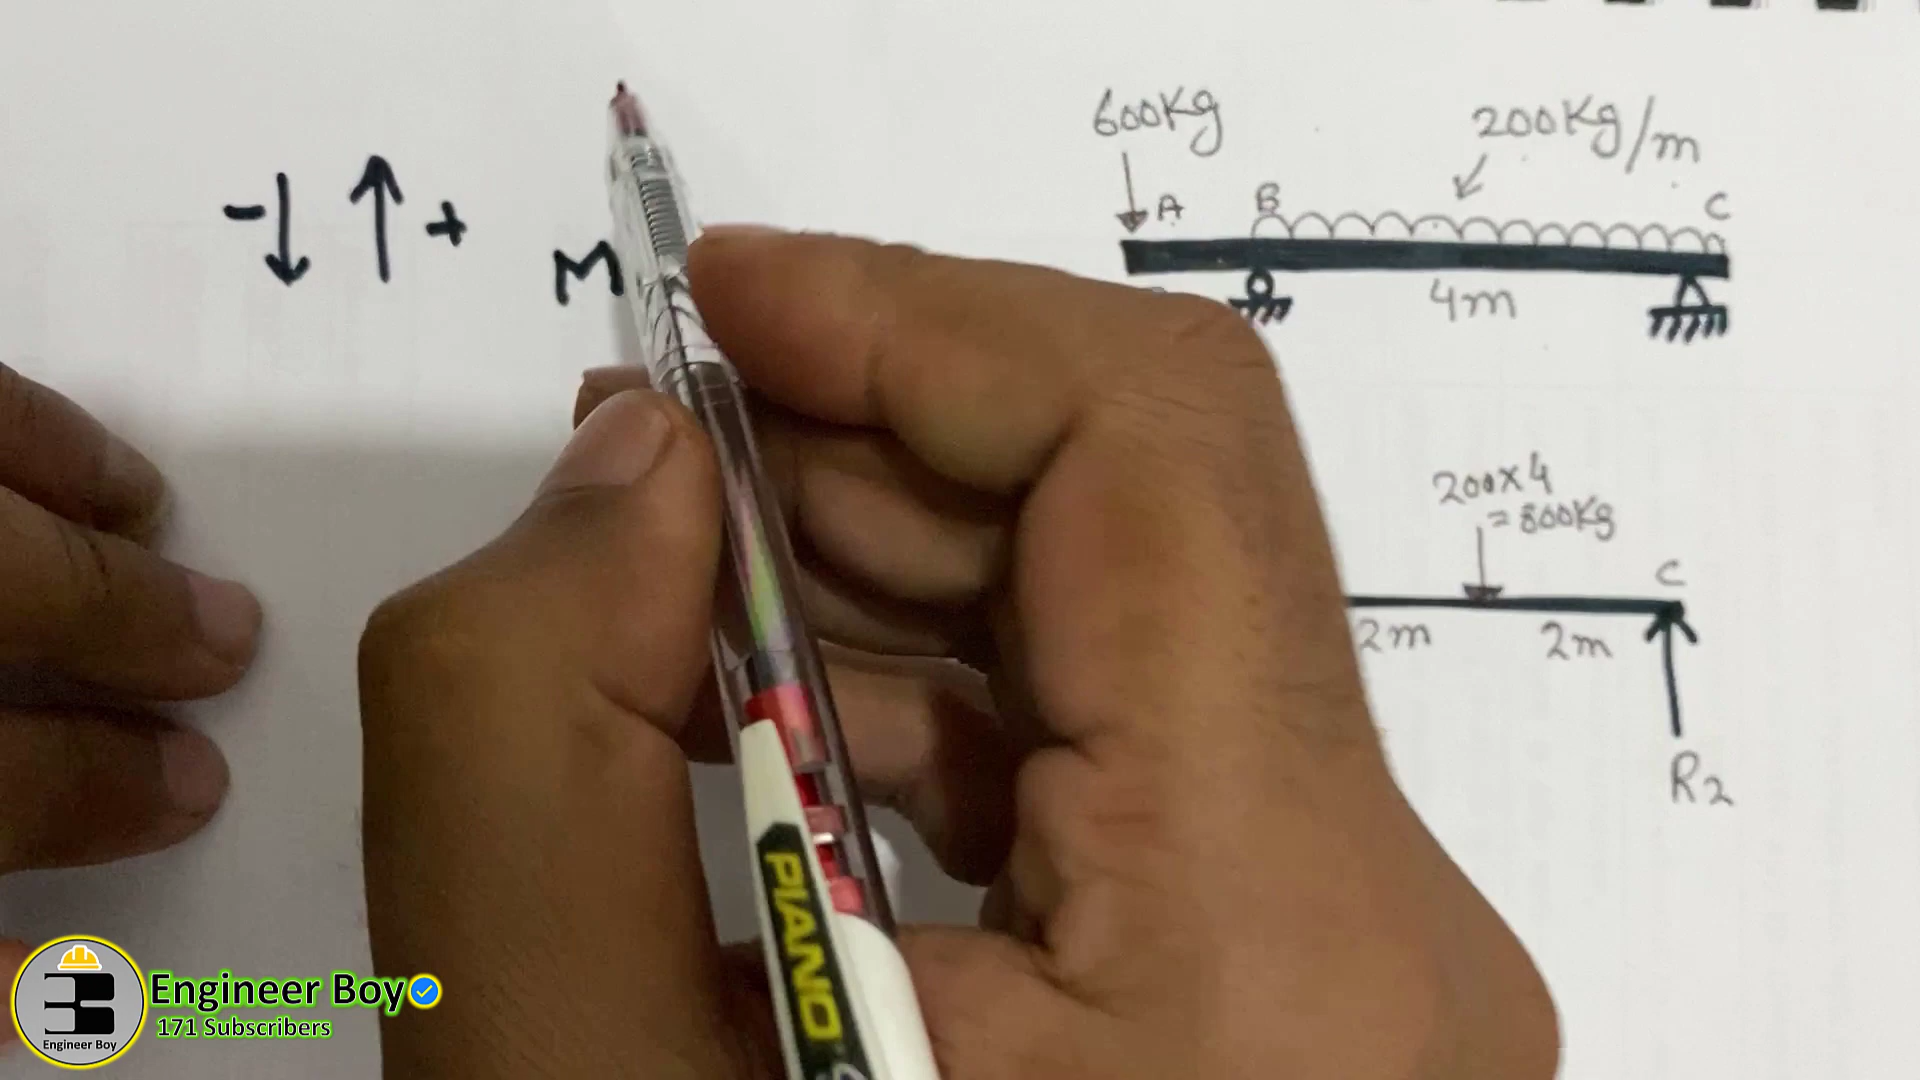 - +
M
600Kg
200Kg/m
A B C
4m
200x4
= 800Kg
C
2m 2m
R2
PIANO
Engineer Boy
171 Subscribers
Engineer Boy